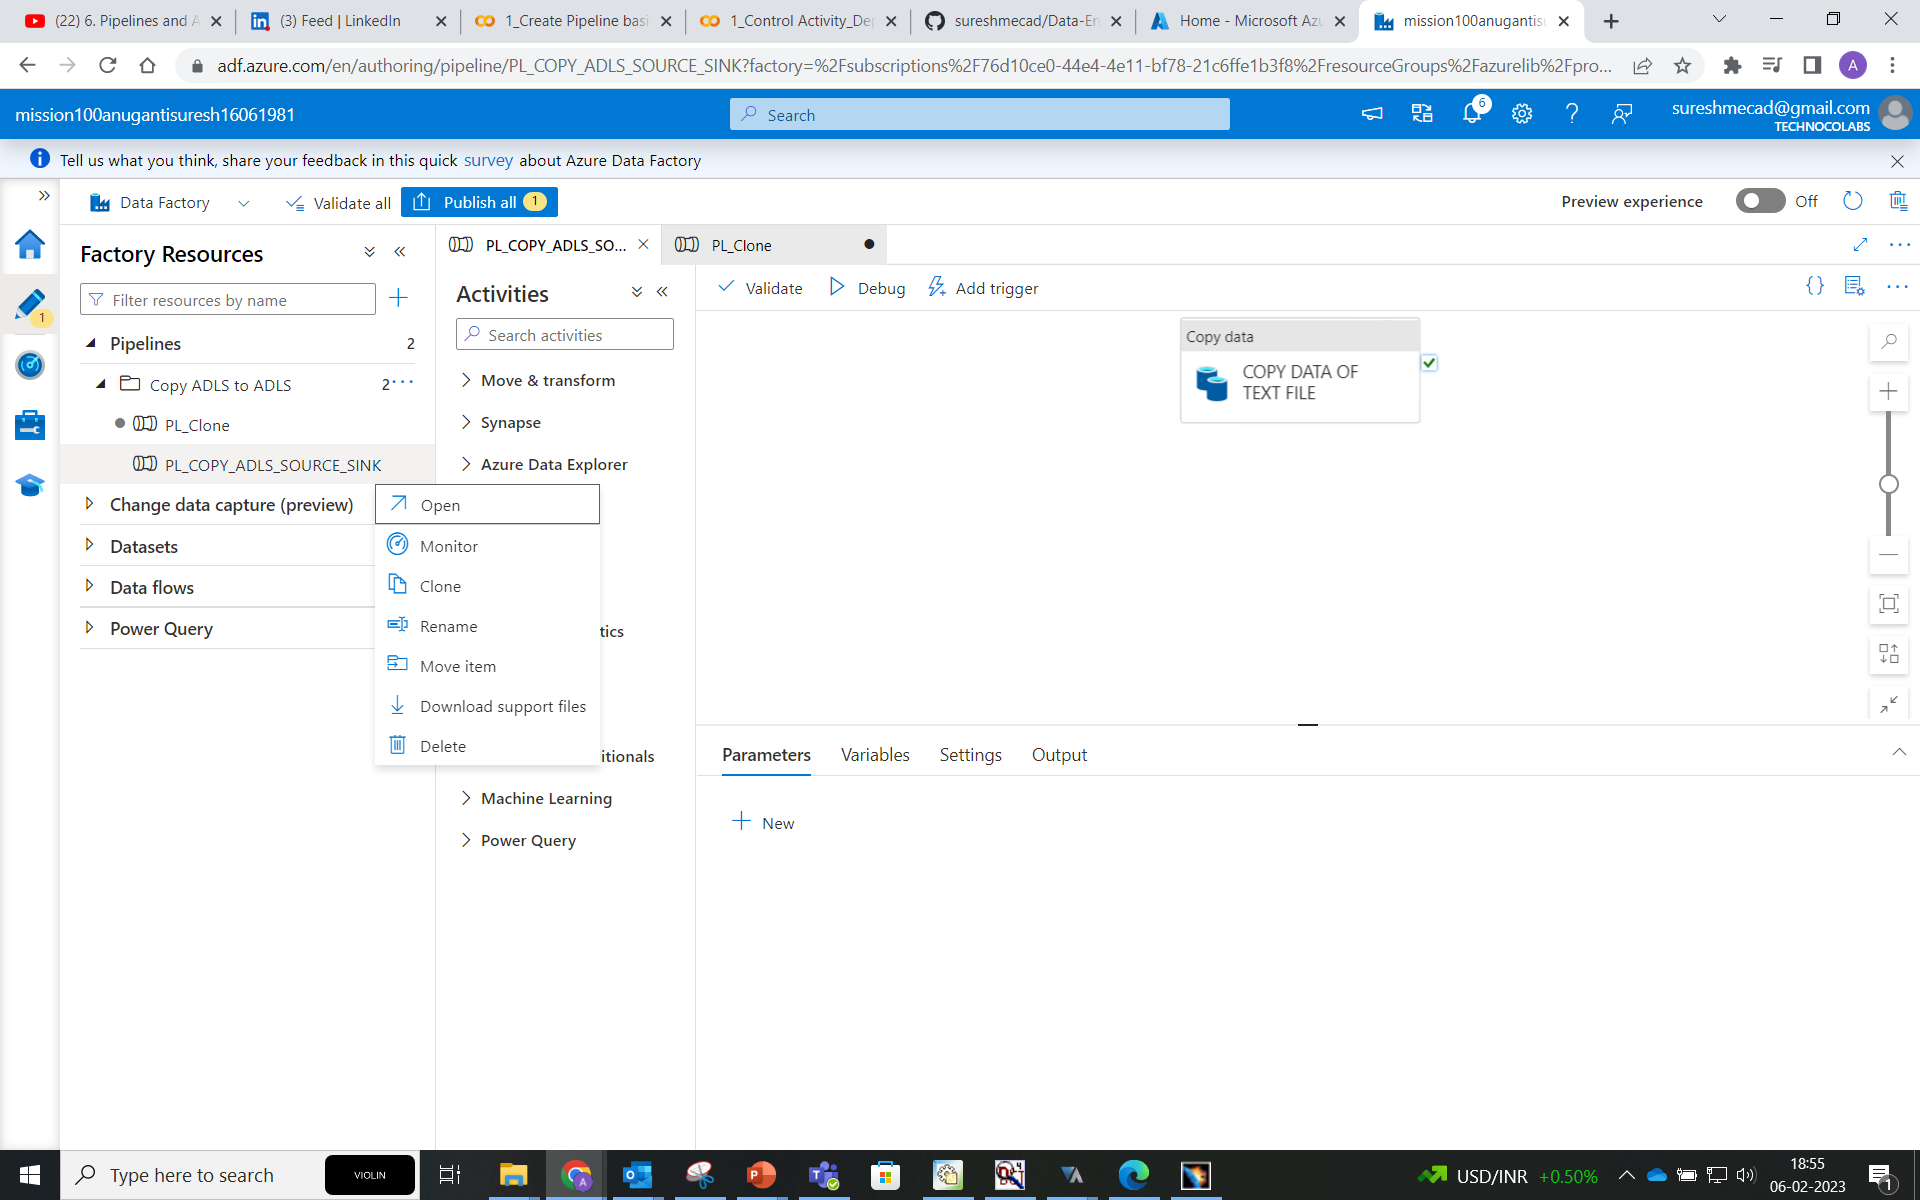 (22) 6. Pipelines and A
(3) Feed | LinkedIn
1_Create Pipeline basi
1_Control Activity_Dep
sureshmecad/Data-En
Home - Microsoft Azu
mission100anugantisu
adf.azure.com/en/authoring/pipeline/PL_COPY_ADLS_SOURCE_SINK?factory=%2Fsubscriptions%2F76d10ce0-44e4-4e11-bf78-21c6ffe1b3f8%2FresourceGroups%2Fazurelib%2Fpro...
A
mission100anugantisuresh16061981
Search
6
sureshmecad@gmail.com
TECHNOCOLABS
Tell us what you think, share your feedback in this quick survey about Azure Data Factory
Data Factory
Validate all
Publish all 1
Preview experience
Off
Factory Resources
Filter resources by name
1
Pipelines 2
Copy ADLS to ADLS 2
PL_Clone
PL_COPY_ADLS_SOURCE_SINK
Change data capture (preview)
Datasets
Data flows
Power Query
Open
Monitor
Clone
Rename
Move item
Download support files
Delete
PL_COPY_ADLS_SO...
PL_Clone
Activities
Search activities
Move & transform
Synapse
Azure Data Explorer
tics
itionals
Machine Learning
Power Query
Validate
Debug
Add trigger
Copy data
COPY DATA OF
TEXT FILE
Parameters
Variables
Settings
Output
New
Type here to search
VIOLIN
USD/INR +0.50%
18:55
06-02-2023
1